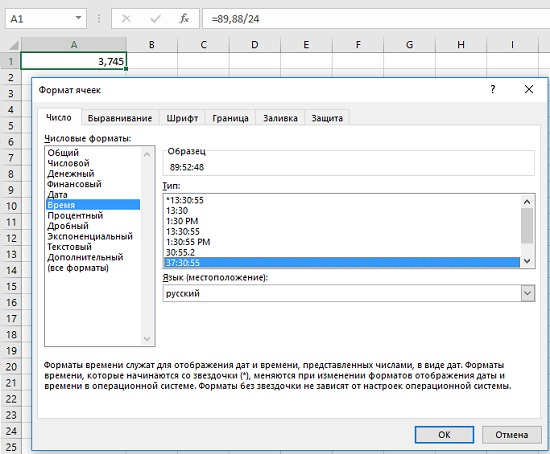 A1 fx =89,88/24
A B C D E F G H I
1 3,745
2
3
4
5
6
7
8
9
10
11
12
13
14
15
16
17
18
19
20
21
22
23
24
25
Формат ячеек ? ×
Число Выравнивание Шрифт Граница Заливка Защита
Числовые форматы:
Общий
Числовой
Денежный
Финансовый
Дата
Время
Процентный
Дробный
Экспоненциальный
Текстовый
Дополнительный
(все форматы)
Образец
89:52:48
Тип:
*13:30:55
13:30
1:30 PM
13:30:55
1:30:55 PM
30:55.2
37:30:55
Язык (местоположение):
русский
Форматы времени служат для отображения дат и времени, представленных числами, в виде дат. Форматы
времени, которые начинаются со звездочки (*), меняются при изменении форматов отображения даты и
времени в операционной системе. Форматы без звездочки не зависят от настроек операционной системы.
ОК Отмена